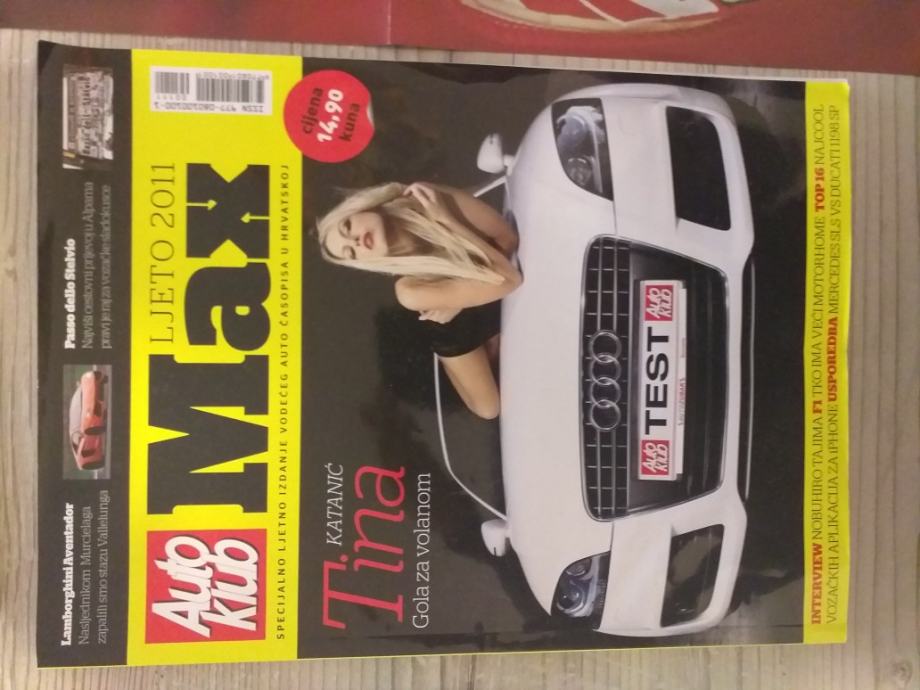 Lamborghini Aventador
Nasljednikom Murcielaga
zapalili smo stazu Vallelunga
Passo dello Stelvio
Najviši cestovni prijevoj u Alpama
pravi je raj za vozačke sladokusce
Auto
klub
Max
LJETO 2011
SPECIJALNO LJETNO IZDANJE VODEĆEG AUTO ČASOPISA U HRVATSKOJ
cijena
14,90
kuna
KATANIĆ
Tina
Gola za volanom
Auto
klub
TEST
Auto
klub
INTERVIEW NOBUHIRO TAJIMA F1 TKO IMA VEĆI MOTORHOME TOP 16 NAJCOOL
VOZAČKIH APLIKACIJA ZA iPHONE USPOREDBA MERCEDES SLS VS DUCATI 1198 SP